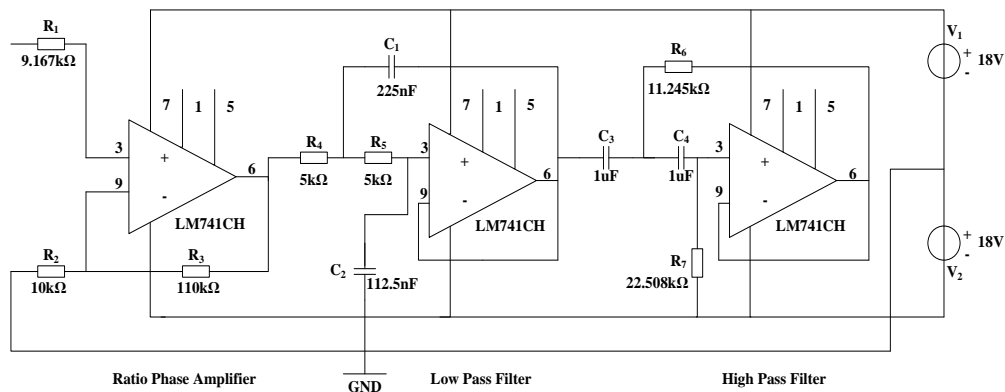 R1
9.167kΩ
7
1
5
3
+
6
9
-
LM741CH
R2
10kΩ
R3
110kΩ
R4
5kΩ
C1
225nF
R5
5kΩ
C2
112.5nF
7
1
5
3
+
6
9
-
LM741CH
C3
1uF
R6
11.245kΩ
C4
1uF
R7
22.508kΩ
7
1
5
3
+
6
9
-
LM741CH
V1
+
18V
-
+
18V
-
V2
GND
Ratio Phase Amplifier
Low Pass Filter
High Pass Filter